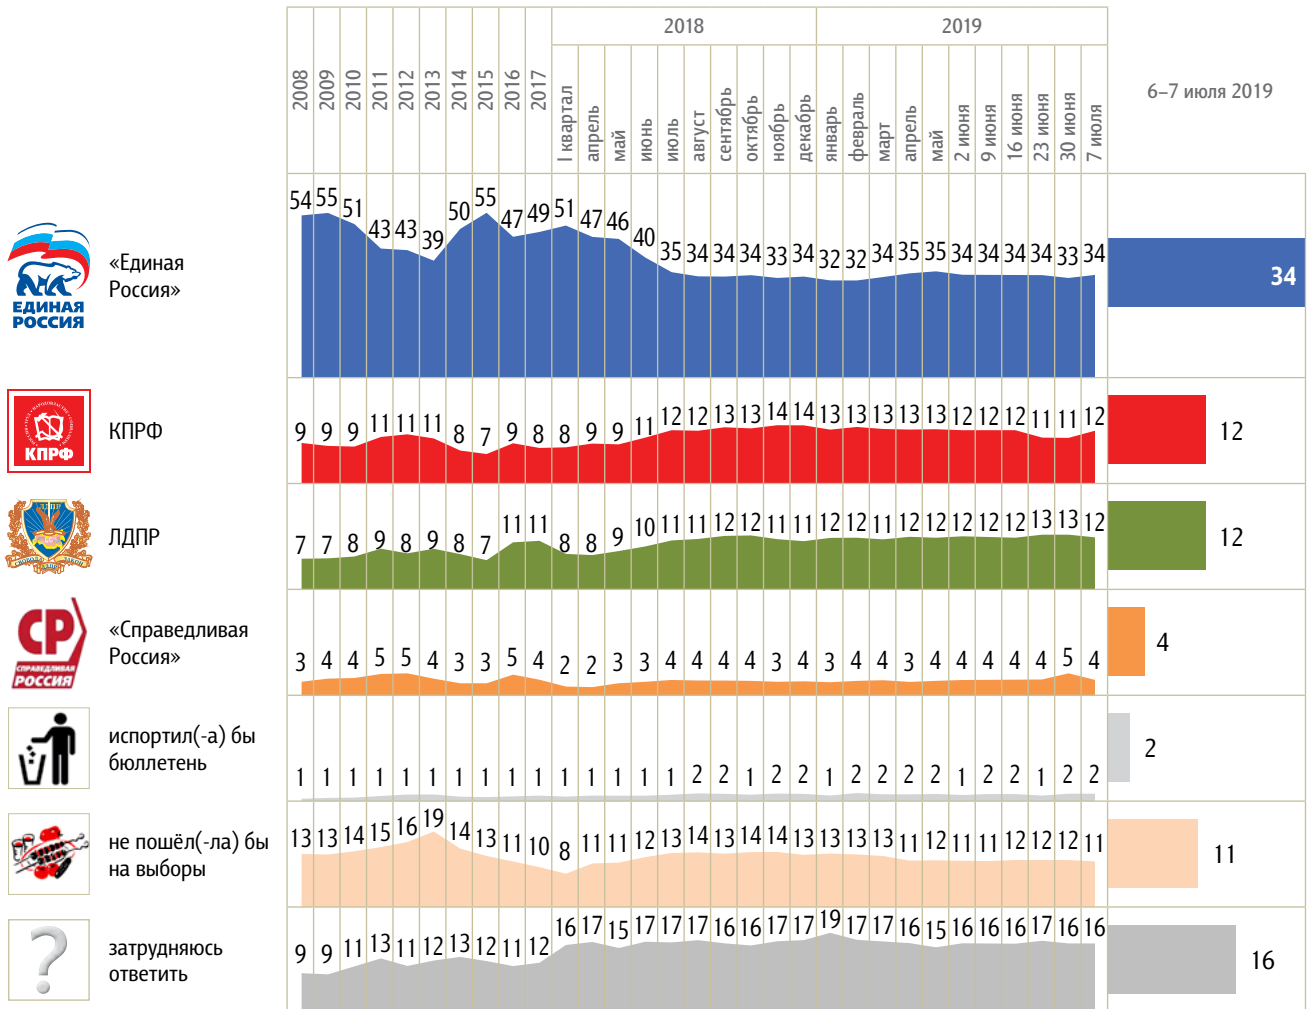 2018
2019
2008
2009
2010
2011
2012
2013
2014
2015
2016
2017
I квартал
апрель
май
июнь
июль
август
сентябрь
октябрь
ноябрь
декабрь
январь
февраль
март
апрель
май
2 июня
9 июня
16 июня
23 июня
30 июня
7 июля
6–7 июля 2019
ЕДИНАЯ
РОССИЯ
«Единая
Россия»
54 55 51 43 43 39 50 55 47 49 51 47 46 40 35 34 34 34 33 34 32 32 34 35 35 34 34 34 34 33 34
34
КПРФ
КПРФ
9 9 9 11 11 11 8 7 9 8 8 9 9 11 12 12 13 13 14 14 13 13 13 13 13 12 12 12 11 11 12
12
ЛДПР
7 7 8 9 8 9 8 7 11 11 8 8 9 10 11 11 12 12 11 11 12 12 11 12 12 12 12 12 13 13 12
12
СР
СПРАВЕДЛИВАЯ
РОССИЯ
«Справедливая
Россия»
3 4 4 5 5 4 3 3 5 4 2 2 3 3 4 4 4 4 3 4 3 4 4 3 4 4 4 4 4 5 4
4
испортил(-а) бы
бюллетень
1 1 1 1 1 1 1 1 1 1 1 1 1 1 1 2 2 1 2 2 1 2 2 2 2 1 2 2 1 2 2
2
не пошёл(-ла) бы
на выборы
13 13 14 15 16 19 14 13 11 10 8 11 11 12 13 14 13 14 14 13 13 13 13 11 12 11 11 12 12 12 11
11
?
затрудняюсь
ответить
9 9 11 13 11 12 13 12 11 12 16 17 15 17 17 17 16 16 17 17 19 17 17 16 15 16 16 16 17 16 16
16